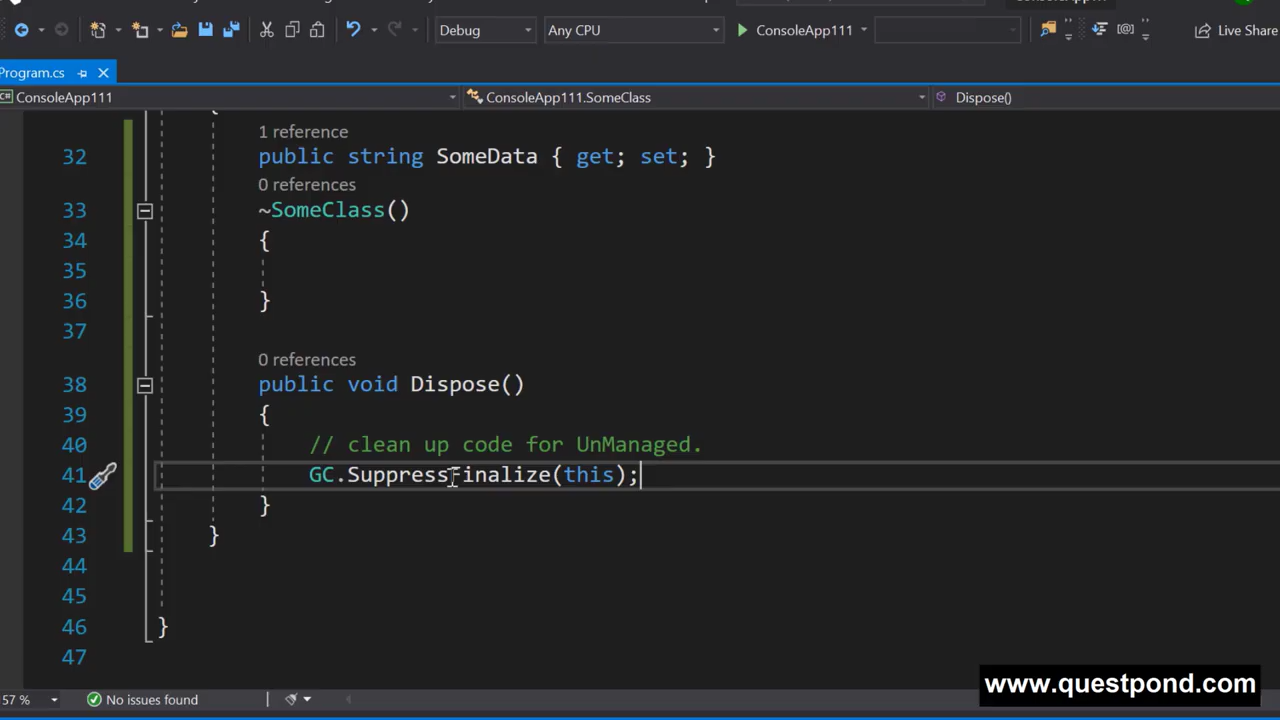 Debug
Any CPU
ConsoleApp111
Live Share
Program.cs
ConsoleApp111
ConsoleApp111.SomeClass
Dispose()
{
1 reference
32 public string SomeData { get; set; }
0 references
33 ~SomeClass()
34 {
35
36 }
37
0 references
38 public void Dispose()
39 {
40 // clean up code for UnManaged.
41 GC.SuppressFinalize(this);
42 }
43 }
44
45
46 }
47
www.questpond.com
57 %
No issues found